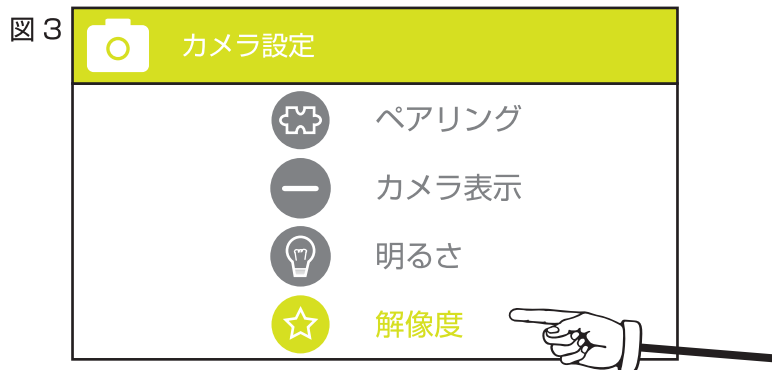 図3
カメラ設定
ペアリング
カメラ表示
明るさ
解像度